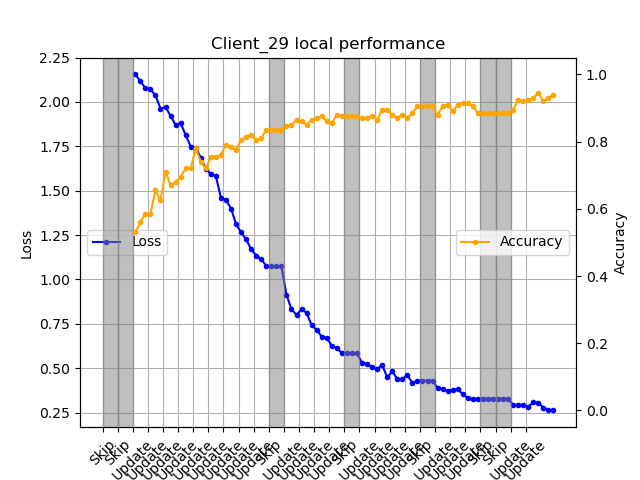 Client_29 local performance
2.25
2.00
1.75
1.50
1.25
1.00
0.75
0.50
0.25
Loss
Loss
Accuracy
1.0
0.8
0.6
0.4
0.2
0.0
Accuracy
Skip
Skip
Update
Update
Update
Update
Update
Update
Update
Update
Update
Skip
Update
Update
Update
Update
Skip
Update
Update
Update
Update
Skip
Update
Update
Update
Skip
Skip
Update
Update